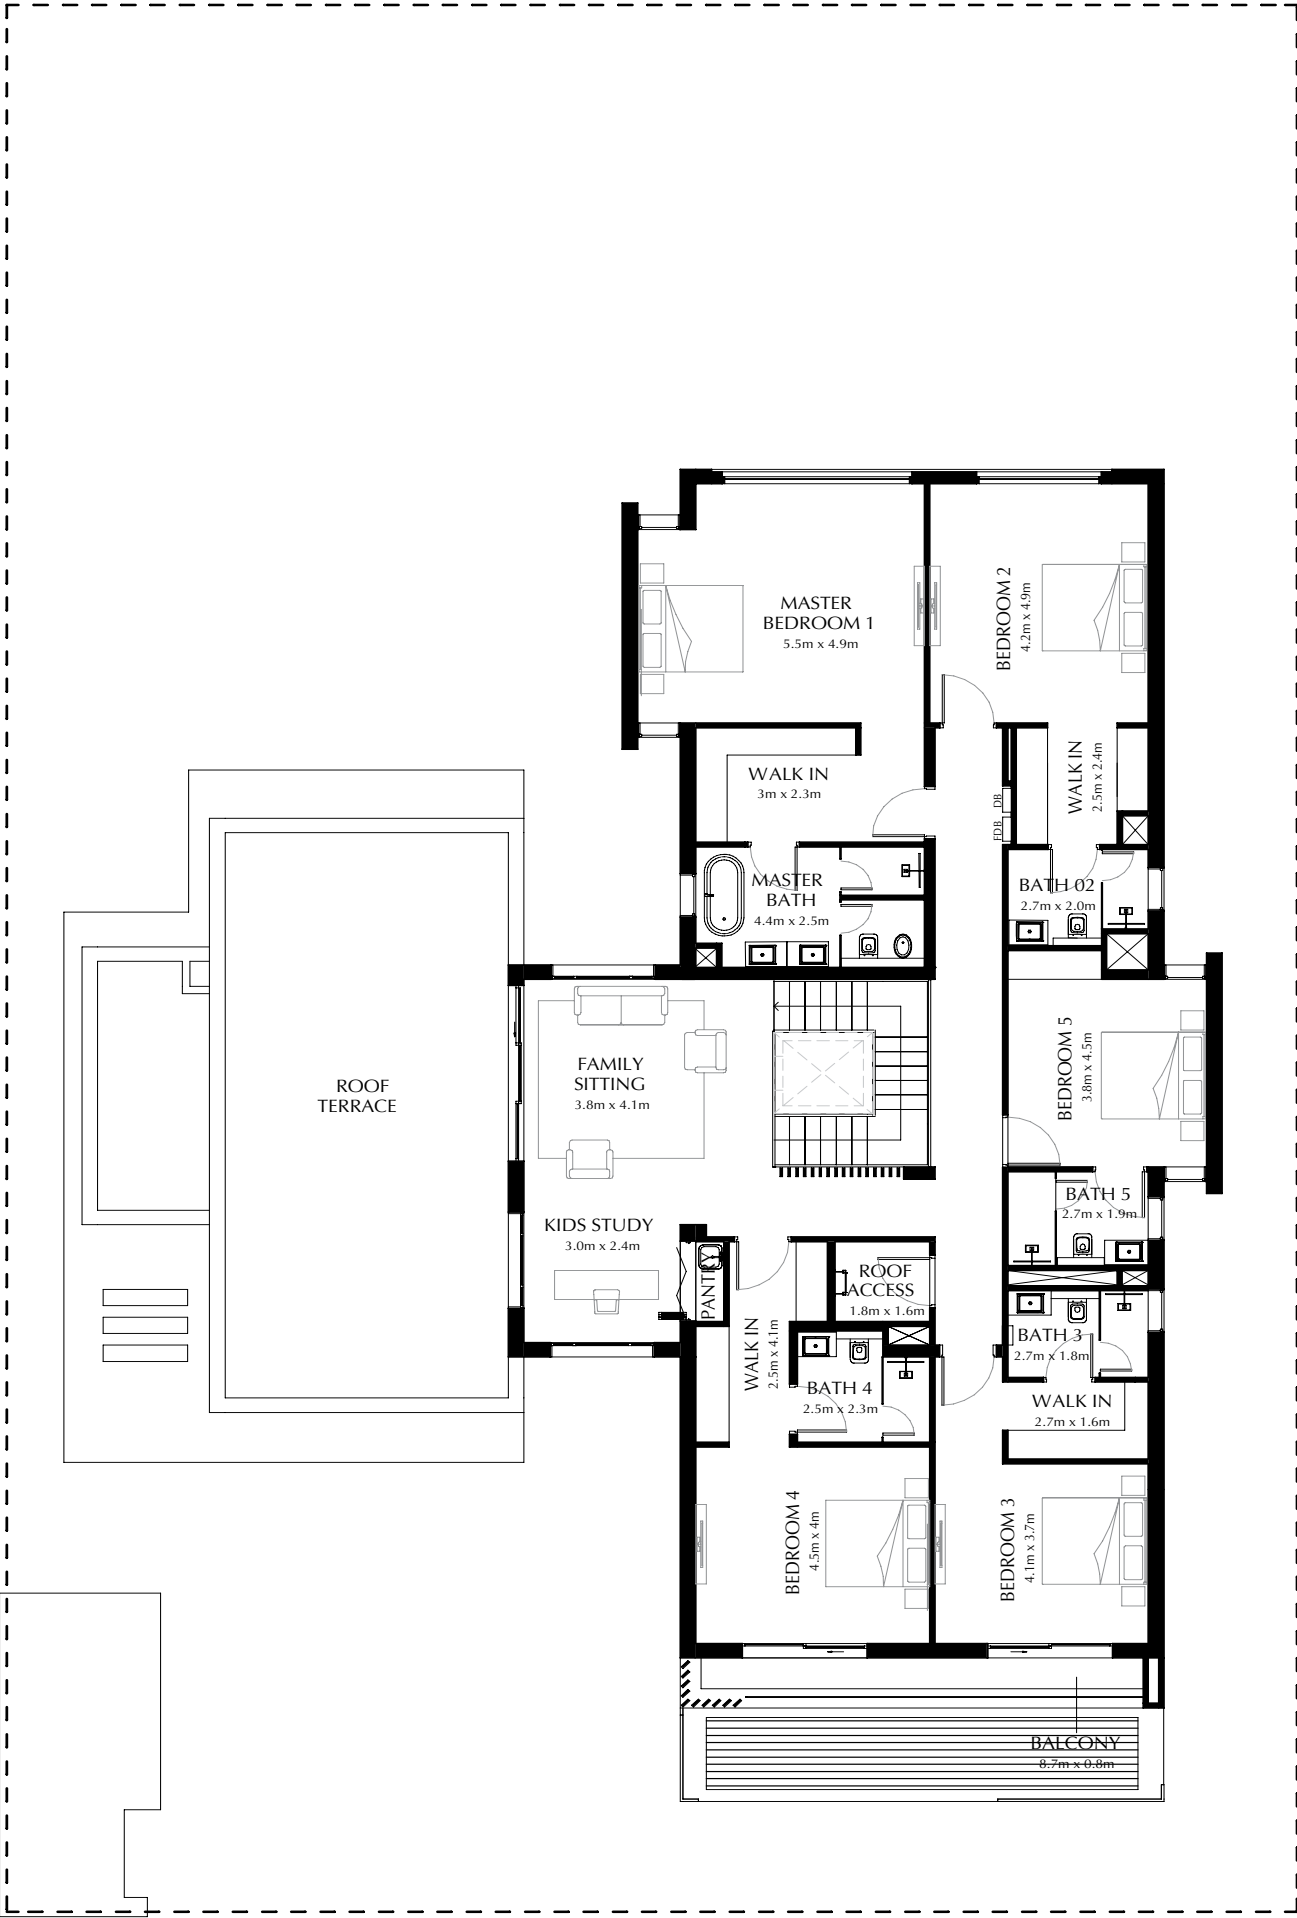 MASTER
BEDROOM 1
5.5m x 4.9m
BEDROOM 2
4.2m x 4.9m
WALK IN
3m x 2.3m
WALK IN
2.5m x 2.4m
DB
FDB
MASTER
BATH
4.4m x 2.5m
BATH 02
2.7m x 2.0m
ROOF
TERRACE
FAMILY
SITTING
3.8m x 4.1m
BEDROOM 5
3.8m x 4.5m
KIDS STUDY
3.0m x 2.4m
PANTRY
BATH 5
2.7m x 1.9m
ROOF
ACCESS
1.8m x 1.6m
WALK IN
2.5m x 4.1m
BATH 3
2.7m x 1.8m
BATH 4
2.5m x 2.3m
WALK IN
2.7m x 1.6m
BEDROOM 4
4.5m x 4m
BEDROOM 3
4.1m x 3.7m
BALCONY
8.7m x 0.8m